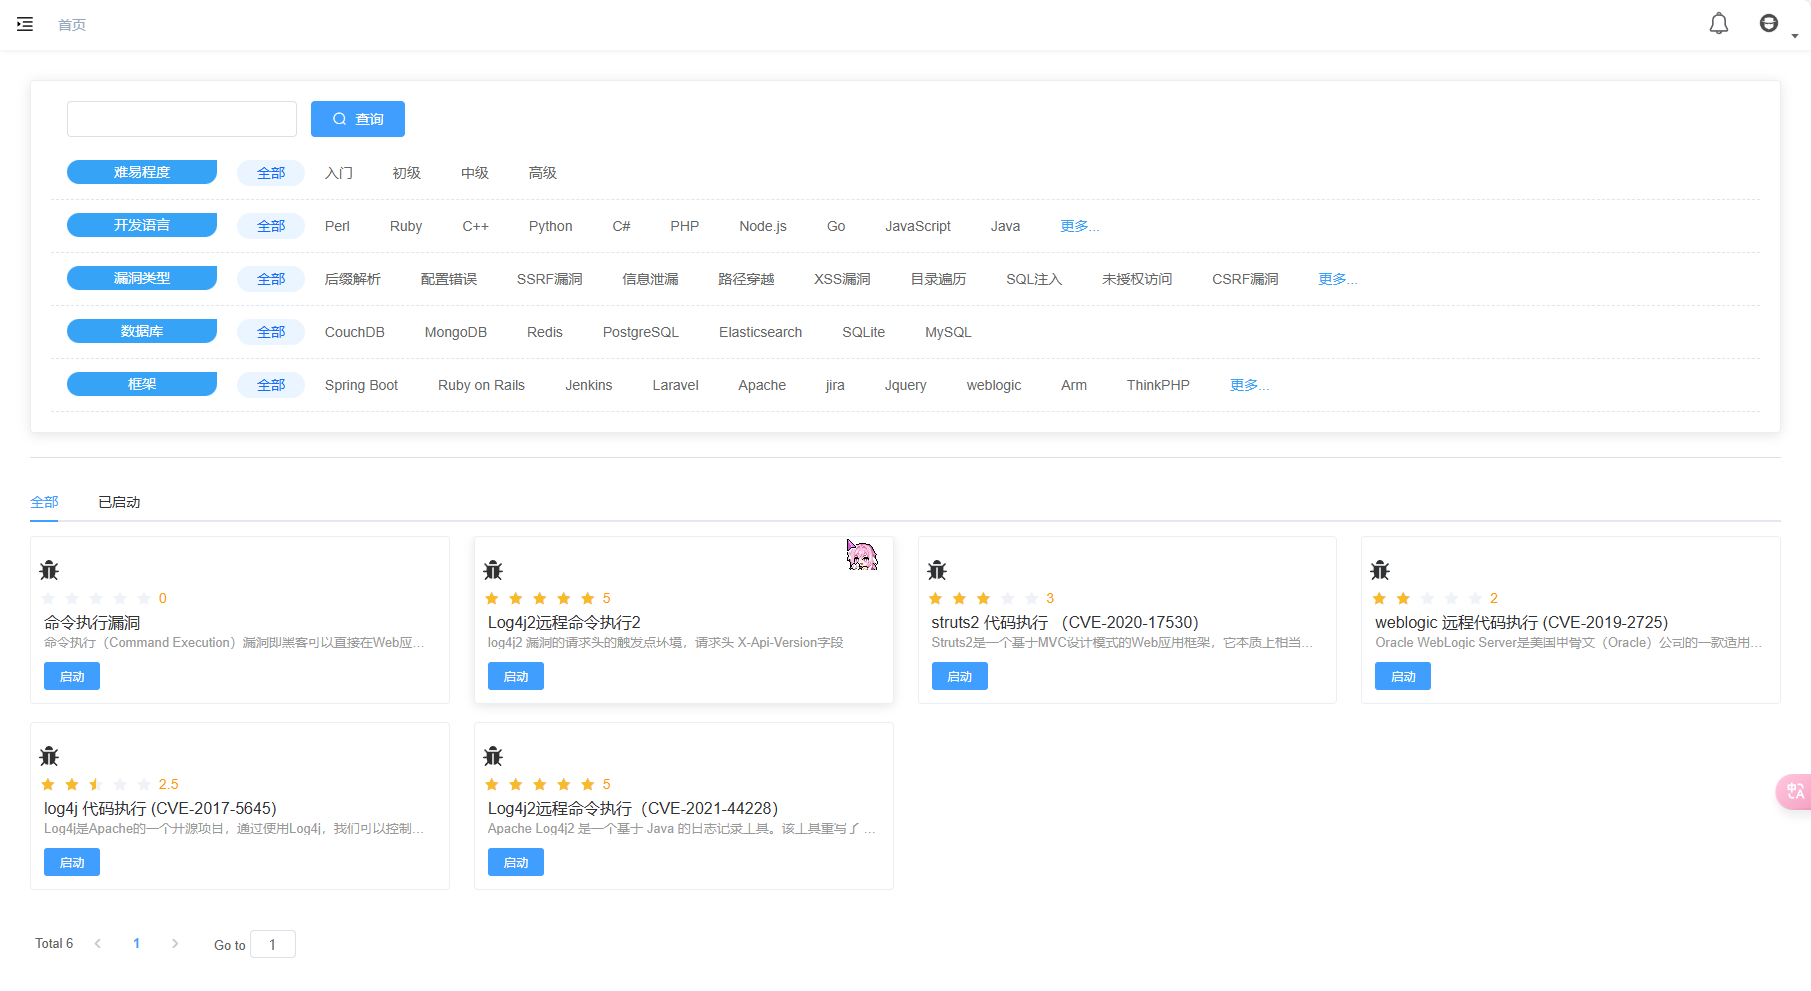 首页
查询
难易程度 全部 入门 初级 中级 高级
开发语言 全部 Perl Ruby C++ Python C# PHP Node.js Go JavaScript Java 更多...
漏洞类型 全部 后缀解析 配置错误 SSRF漏洞 信息泄漏 路径穿越 XSS漏洞 目录遍历 SQL注入 未授权访问 CSRF漏洞 更多...
数据库 全部 CouchDB MongoDB Redis PostgreSQL Elasticsearch SQLite MySQL
框架 全部 Spring Boot Ruby on Rails Jenkins Laravel Apache jira Jquery weblogic Arm ThinkPHP 更多...
全部 已启动
0
命令执行漏洞
命令执行（Command Execution）漏洞即黑客可以直接在Web应...
启动
5
Log4j2远程命令执行2
log4j2 漏洞的请求头的触发点环境，请求头 X-Api-Version字段
启动
3
struts2 代码执行 （CVE-2020-17530）
Struts2是一个基于MVC设计模式的Web应用框架，它本质上相当...
启动
2
weblogic 远程代码执行 (CVE-2019-2725）
Oracle WebLogic Server是美国甲骨文（Oracle）公司的一款适用...
启动
2.5
log4j 代码执行 (CVE-2017-5645）
Log4j是Apache的一个开源项目，通过使用Log4j，我们可以控制...
启动
5
Log4j2远程命令执行（CVE-2021-44228）
Apache Log4j2 是一个基于 Java 的日志记录工具。该工具重写了 ...
启动
Total 6 1 Go to 1
中A